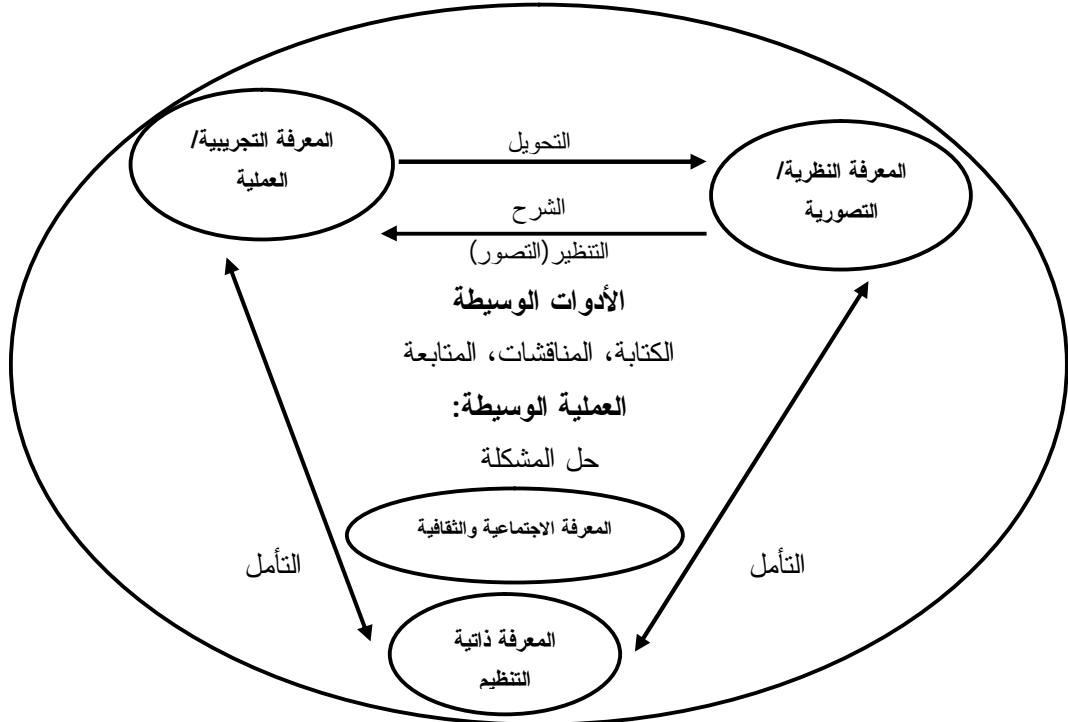 المعرفة التجريبية/
العملية
التحويل
المعرفة النظرية/
التصورية
الشرح
التنظير(التصور)
الأدوات الوسيطة
الكتابة، المناقشات، المتابعة
العملية الوسيطة:
حل المشكلة
المعرفة الاجتماعية والثقافية
التأمل
التأمل
المعرفة ذاتية
التنظيم